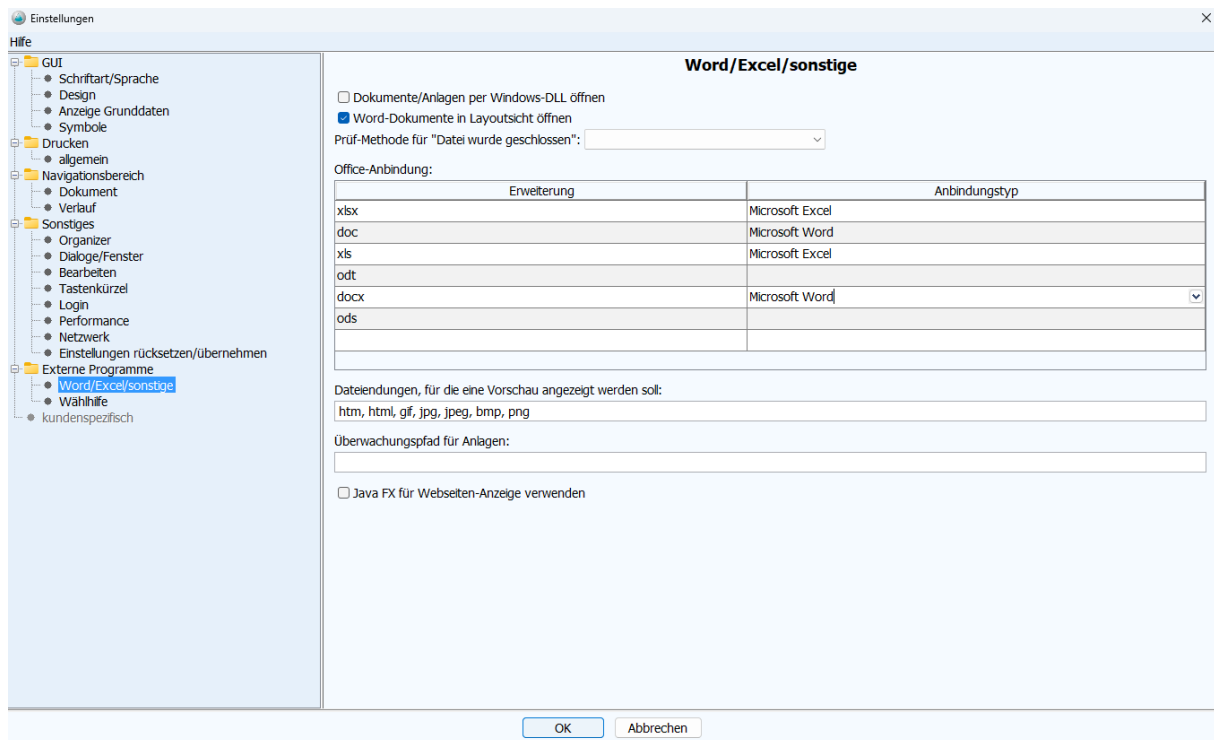 Einstellungen
Hilfe
GUI
Schriftart/Sprache
Design
Anzeige Grunddaten
Symbole
Drucken
allgemein
Navigationsbereich
Dokument
Verlauf
Sonstiges
Organizer
Dialoge/Fenster
Bearbeiten
Tastenkürzel
Login
Performance
Netzwerk
Einstellungen rücksetzen/übernehmen
Externe Programme
Word/Excel/sonstige
Wählhilfe
kundenspezifisch
Word/Excel/sonstige
Dokumente/Anlagen per Windows-DLL öffnen
Word-Dokumente in Layoutsicht öffnen
Prüf-Methode für "Datei wurde geschlossen":
Office-Anbindung:
Erweiterung Anbindungstyp
xlsx Microsoft Excel
doc Microsoft Word
xls Microsoft Excel
odt
docx Microsoft Word
ods
Dateiendungen, für die eine Vorschau angezeigt werden soll:
htm, html, gif, jpg, jpeg, bmp, png
Überwachungspfad für Anlagen:
Java FX für Webseiten-Anzeige verwenden
OK Abbrechen